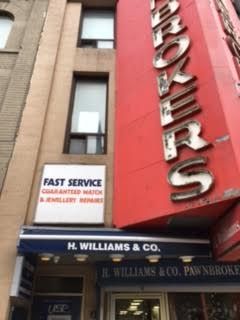 BROKERS
FAST SERVICE
GUARANTEED WATCH
& JEWELLERY REPAIRS
H. WILLIAMS & CO.
H. WILLIAMS & CO. PAWNBROKE